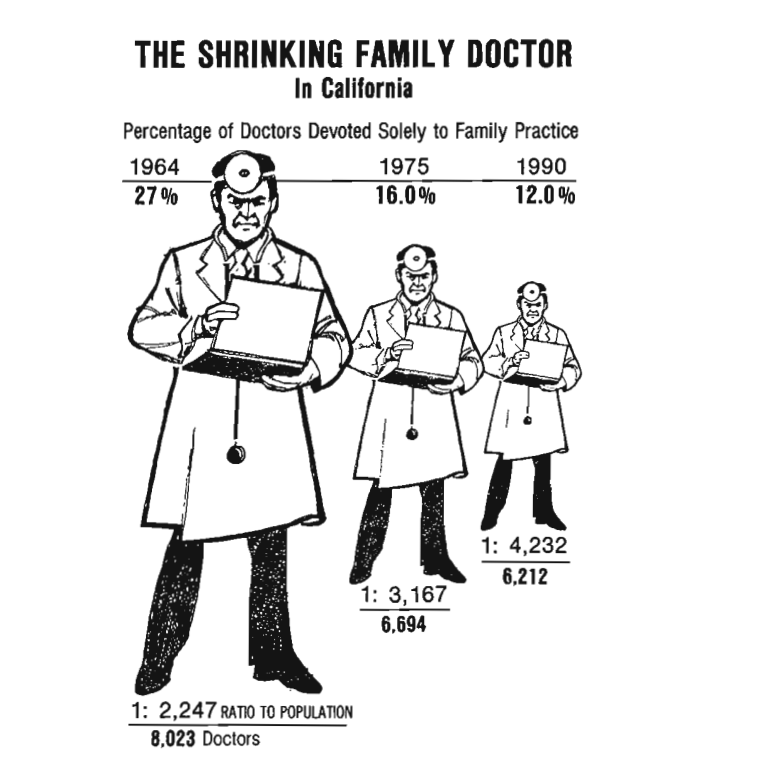 THE SHRINKING FAMILY DOCTOR
In California
Percentage of Doctors Devoted Solely to Family Practice
1964 1975 1990
27% 16.0% 12.0%
1: 4,232
6,212
1: 3,167
6,694
1: 2,247 RATIO TO POPULATION
8,023 Doctors